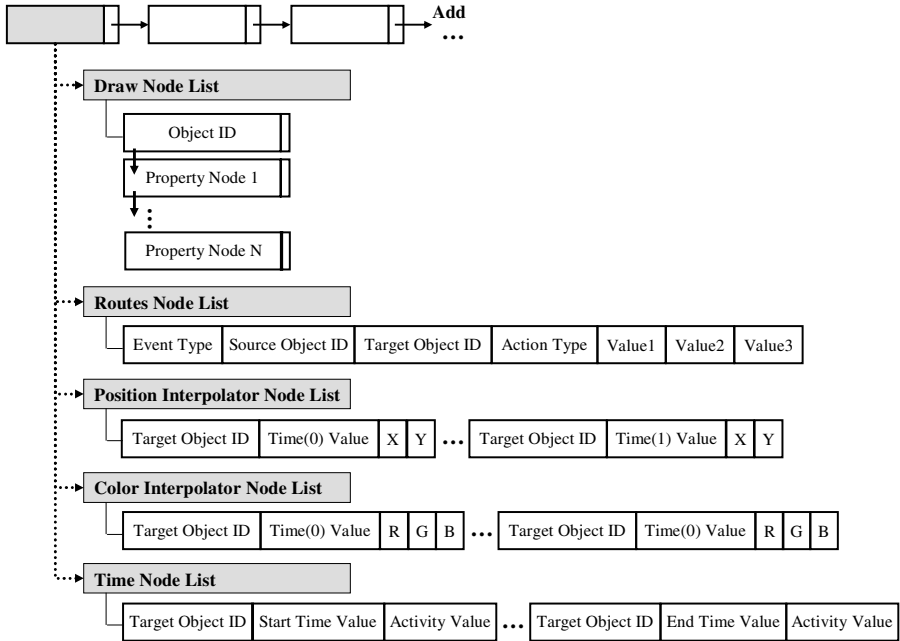 Add
...
Draw Node List
Object ID
Property Node 1
Property Node N
Routes Node List
Event Type Source Object ID Target Object ID Action Type Value1 Value2 Value3
Position Interpolator Node List
Target Object ID Time(0) Value X Y ... Target Object ID Time(1) Value X Y
Color Interpolator Node List
Target Object ID Time(0) Value R G B ... Target Object ID Time(0) Value R G B
Time Node List
Target Object ID Start Time Value Activity Value ... Target Object ID End Time Value Activity Value